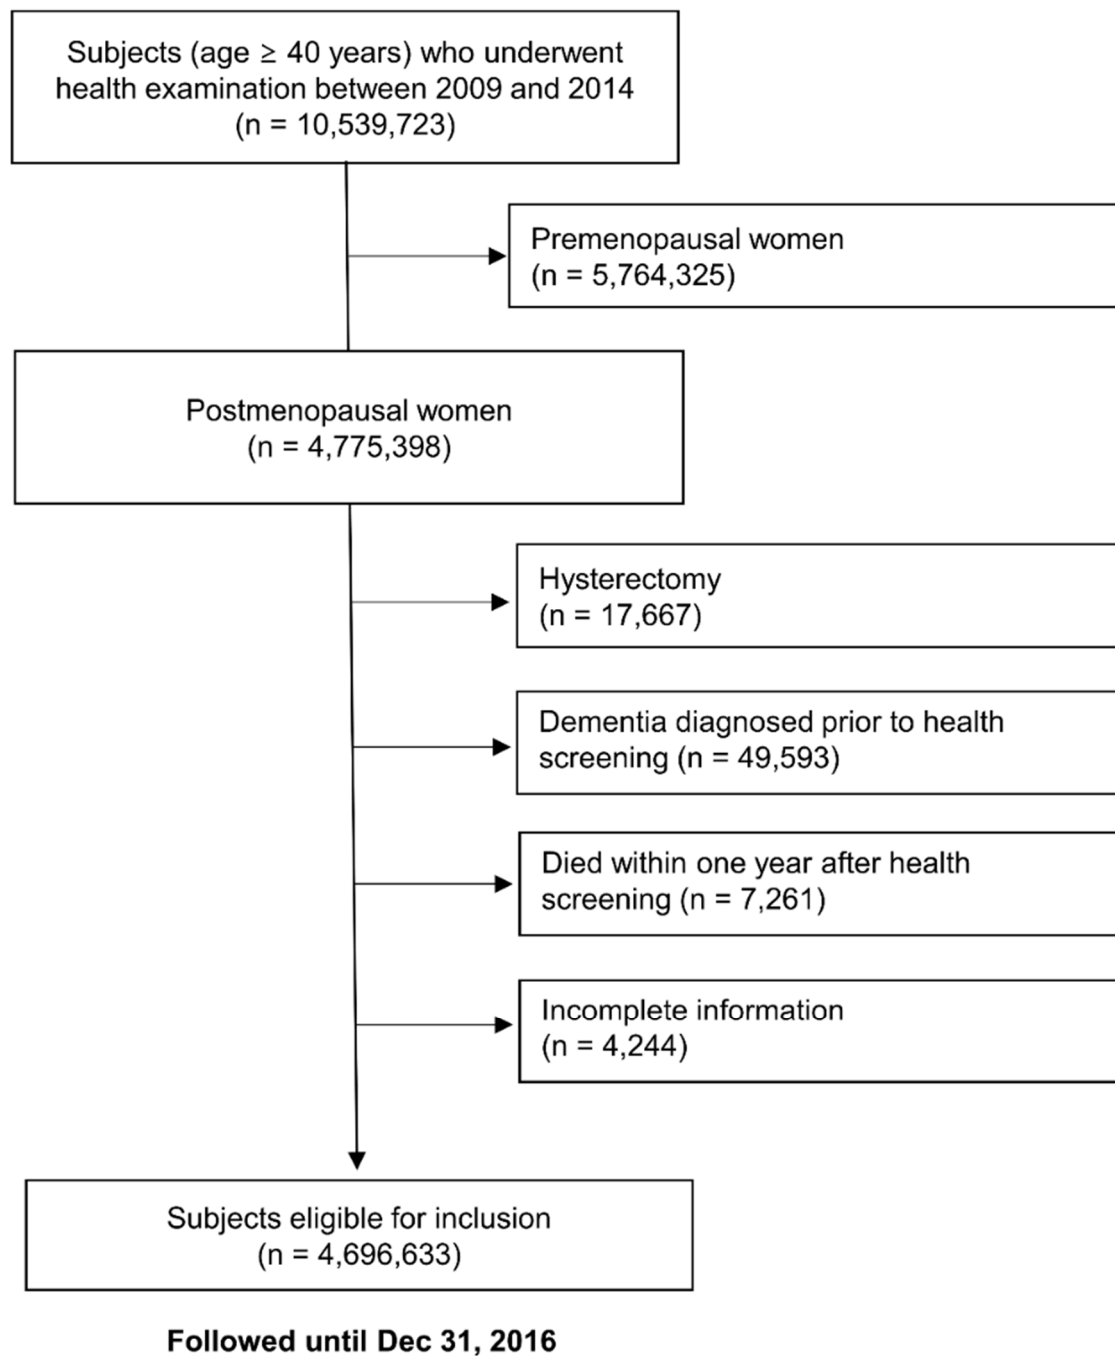 Subjects (age ≥ 40 years) who underwent
health examination between 2009 and 2014
(n = 10,539,723)
Premenopausal women
(n = 5,764,325)
Postmenopausal women
(n = 4,775,398)
Hysterectomy
(n = 17,667)
Dementia diagnosed prior to health
screening (n = 49,593)
Died within one year after health
screening (n = 7,261)
Incomplete information
(n = 4,244)
Subjects eligible for inclusion
(n = 4,696,633)
Followed until Dec 31, 2016